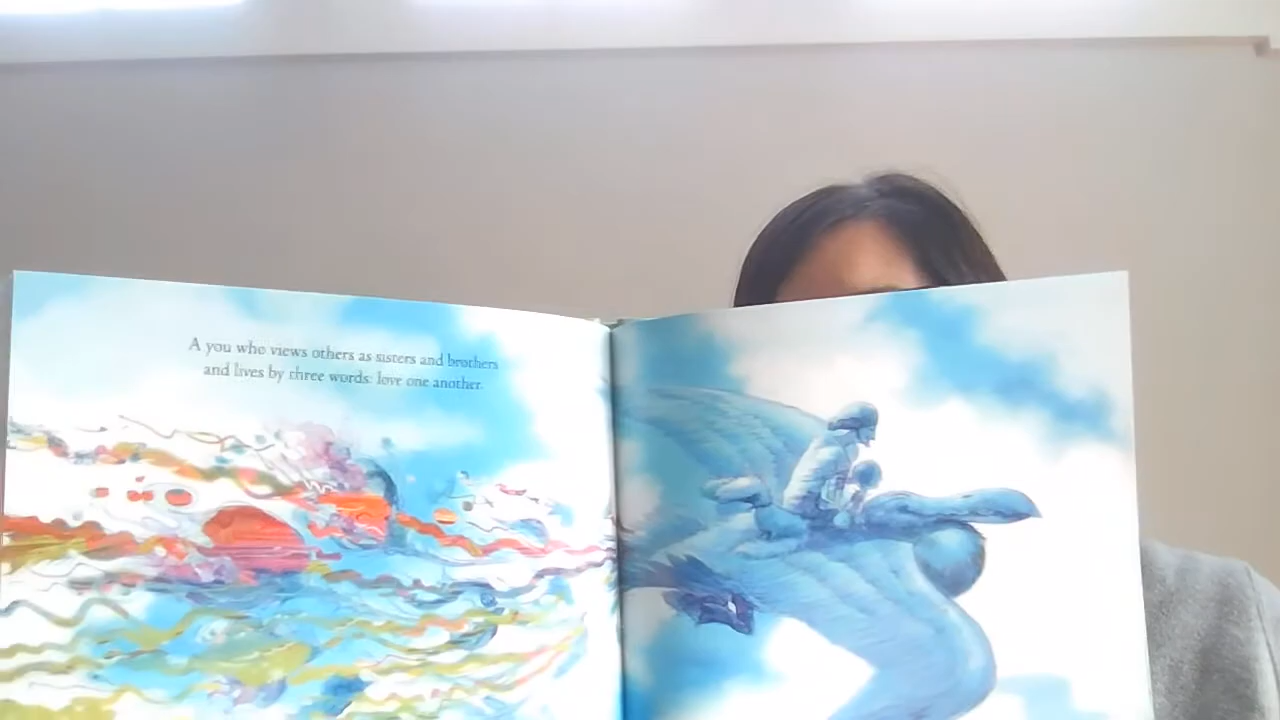 A you who views others as sisters and brothers
and lives by three words: love one another.